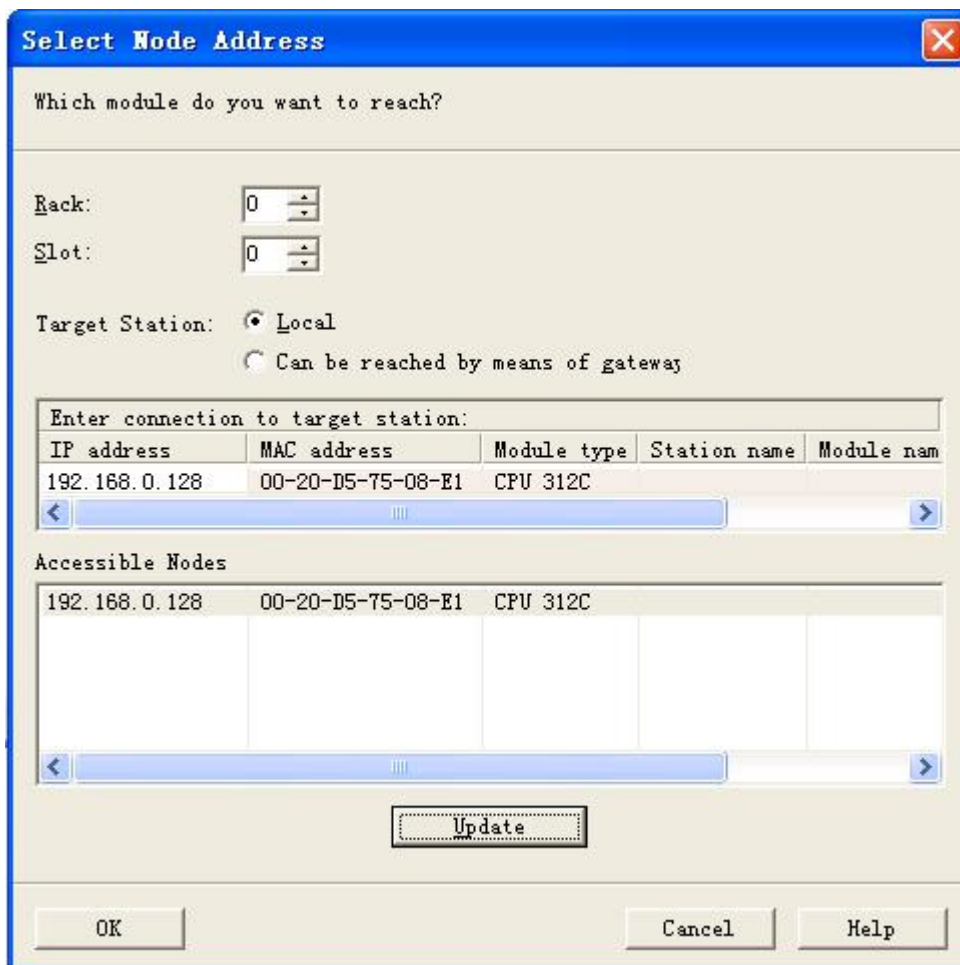 Select Node Address
Which module do you want to reach?
Rack: 0
Slot: 0
Target Station: Local
Can be reached by means of gateway
Enter connection to target station:
IP address MAC address Module type Station name Module nam
192.168.0.128 00-20-D5-75-08-E1 CPU 312C
Accessible Nodes
192.168.0.128 00-20-D5-75-08-E1 CPU 312C
Update
OK Cancel Help